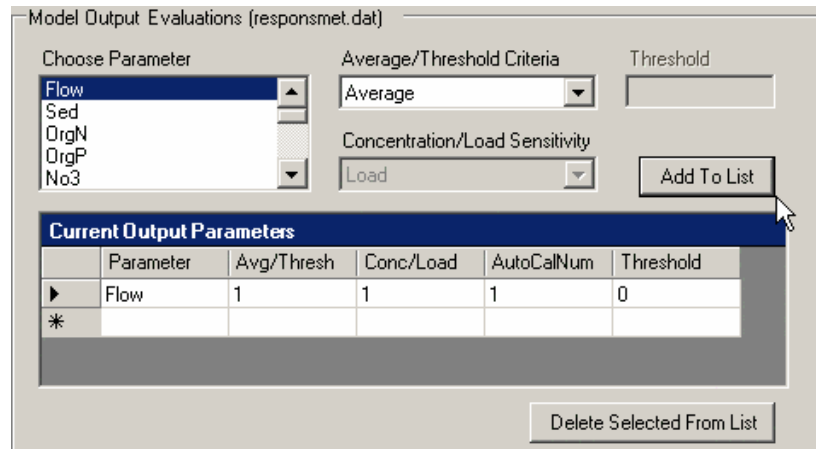 Model Output Evaluations (responsmet.dat)
Choose Parameter
Average/Threshold Criteria
Threshold
Flow
Sed
OrgN
OrgP
No3
Average
Concentration/Load Sensitivity
Load
Add To List
Current Output Parameters
Parameter Avg/Thresh Conc/Load AutoCalNum Threshold
Flow 1 1 1 0
Delete Selected From List